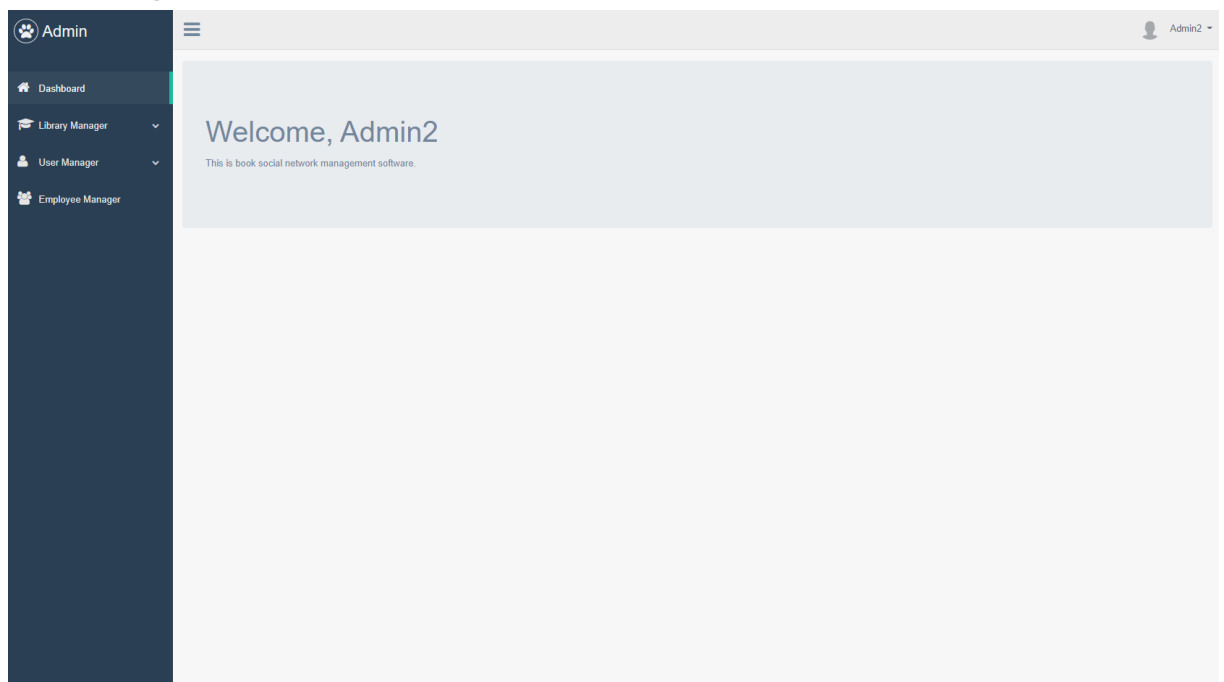 Admin
Admin2
Dashboard
Library Manager
User Manager
Employee Manager
Welcome, Admin2
This is book social network management software.